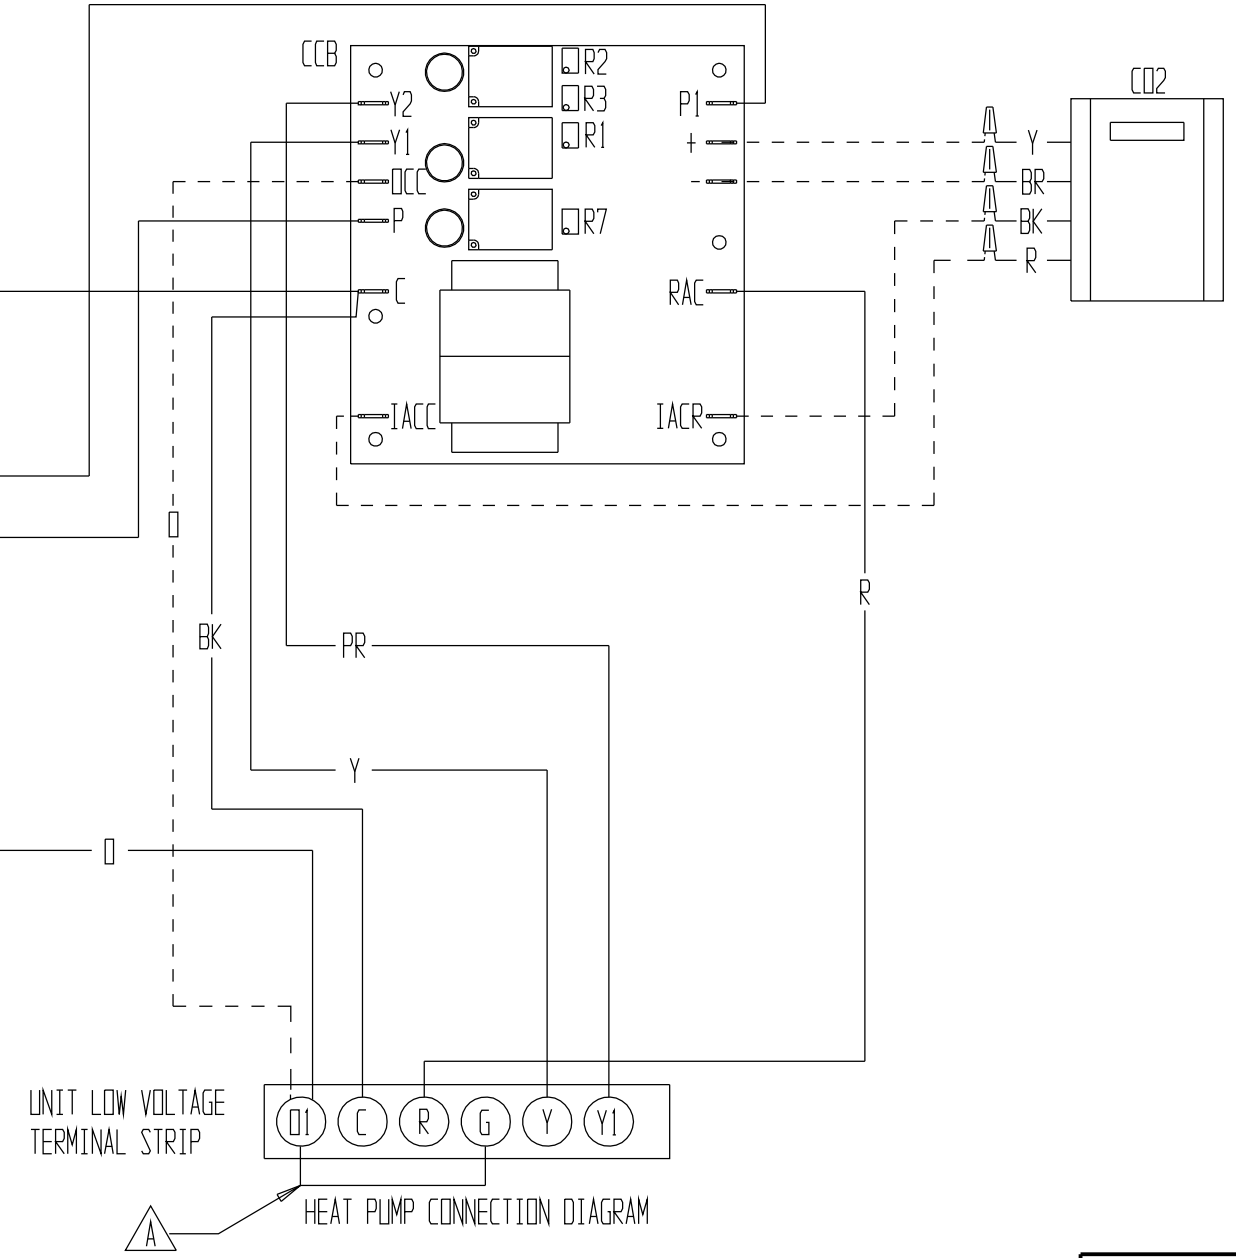 CCB
R2
R3
R1
R7
Y2
Y1
OCC
P
C
IACC
P1
+
-
RAC
IACR
CO2
Y
BR
BK
R
R
O
BK
PR
Y
O
UNIT LOW VOLTAGE
TERMINAL STRIP
O1 C R G Y Y1
HEAT PUMP CONNECTION DIAGRAM
A